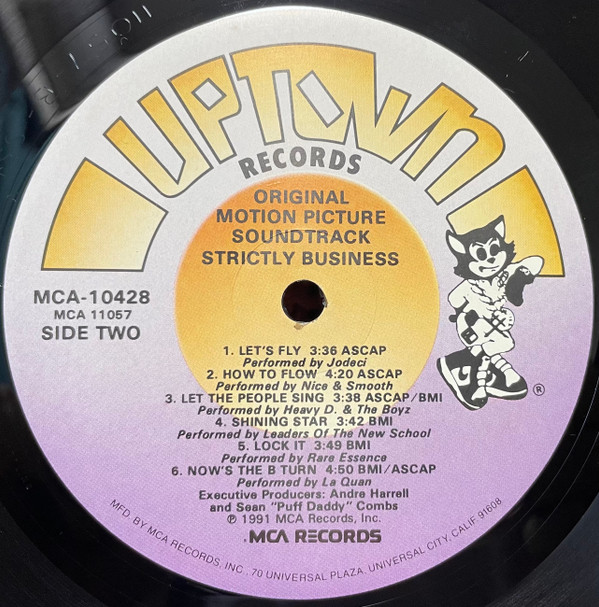 UPTOWN
RECORDS
ORIGINAL
MOTION PICTURE
SOUNDTRACK
STRICTLY BUSINESS
MCA-10428
MCA 11057
SIDE TWO
1. LET'S FLY 3:36 ASCAP
Performed by Jodeci
2. HOW TO FLOW 4:20 ASCAP
Performed by Nice & Smooth
3. LET THE PEOPLE SING 3:38 ASCAP/BMI
Performed by Heavy D. & The Boyz
4. SHINING STAR 3:42 BMI
Performed by Leaders Of The New School
5. LOCK IT 3:49 BMI
Performed by Rare Essence
6. NOW'S THE B TURN 4:50 BMI/ASCAP
Performed by La Quan
Executive Producers: Andre Harrell
and Sean "Puff Daddy" Combs
℗ 1991 MCA Records, Inc.
MCA RECORDS
MFD. BY MCA RECORDS, INC., 70 UNIVERSAL PLAZA, UNIVERSAL CITY, CALIF. 91608
®